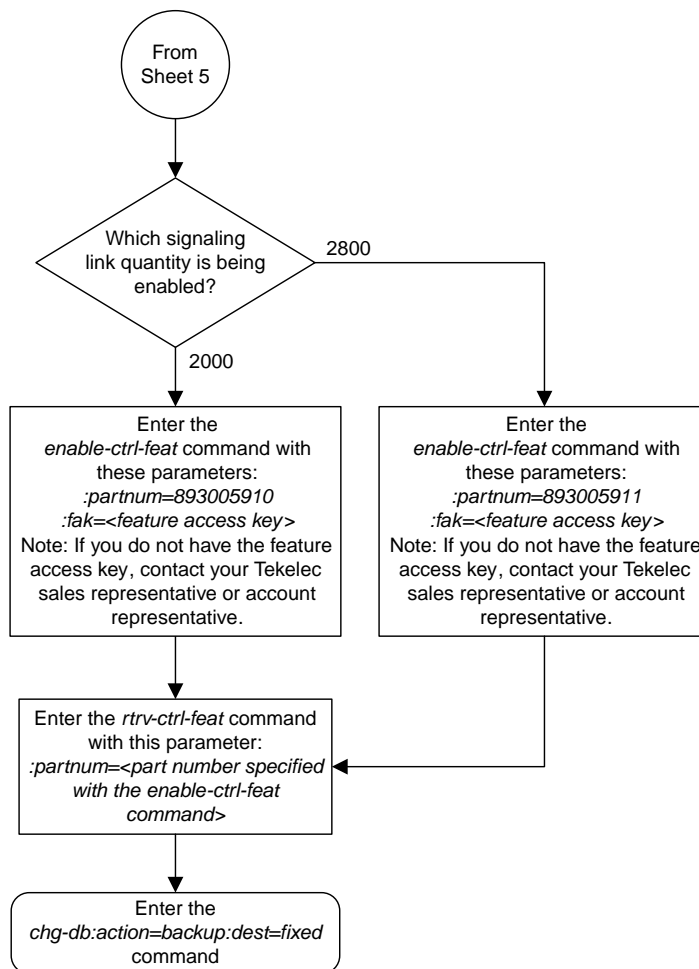 From
Sheet 5
Which signaling
link quantity is being
enabled?
2800
2000
Enter the
enable-ctrl-feat command with
these parameters:
:partnum=893005910
:fak=<feature access key>
Note: If you do not have the feature
access key, contact your Tekelec
sales representative or account
representative.
Enter the
enable-ctrl-feat command with
these parameters:
:partnum=893005911
:fak=<feature access key>
Note: If you do not have the feature
access key, contact your Tekelec
sales representative or account
representative.
Enter the rtrv-ctrl-feat command
with this parameter:
:partnum=<part number specified
with the enable-ctrl-feat
command>
Enter the
chg-db:action=backup:dest=fixed
command